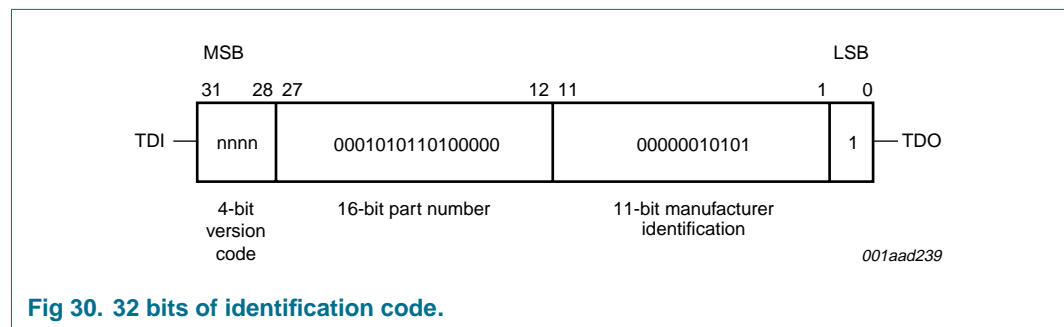 MSB LSB
31 28 27 12 11 1 0
TDI nnnn 0001010110100000 00000010101 1 TDO
4-bit version code
16-bit part number
11-bit manufacturer identification
001aad239
Fig 30. 32 bits of identification code.